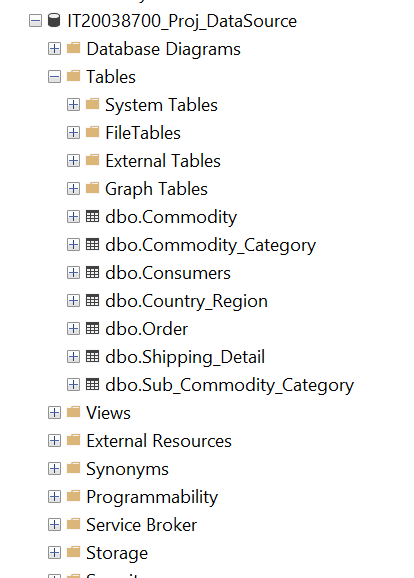 IT20038700_Proj_DataSource
Database Diagrams
Tables
System Tables
FileTables
External Tables
Graph Tables
dbo.Commodity
dbo.Commodity_Category
dbo.Consumers
dbo.Country_Region
dbo.Order
dbo.Shipping_Detail
dbo.Sub_Commodity_Category
Views
External Resources
Synonyms
Programmability
Service Broker
Storage